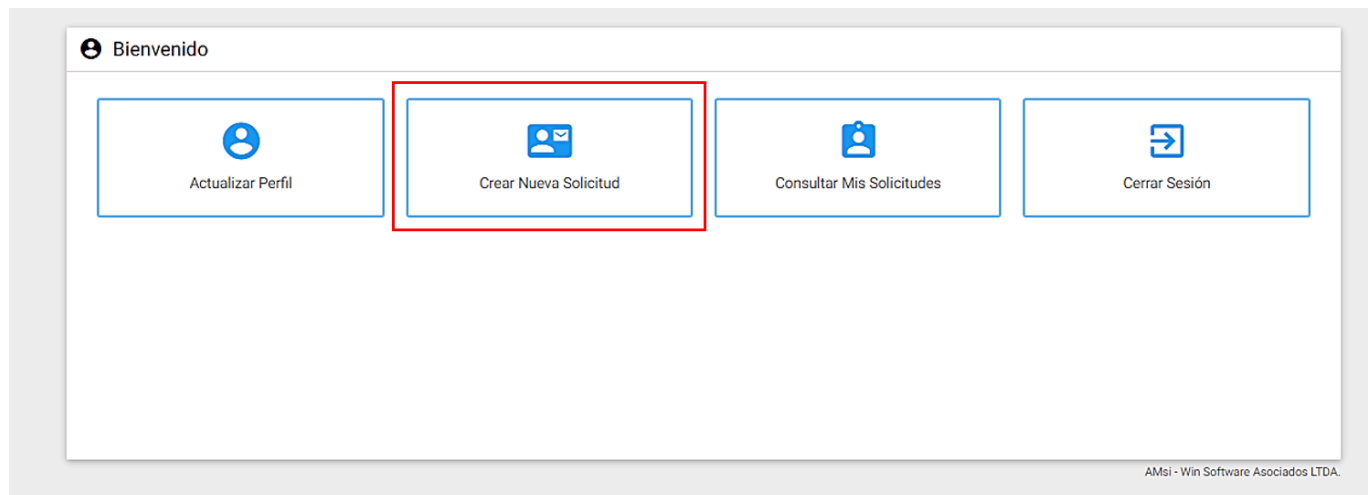 Bienvenido
Actualizar Perfil
Crear Nueva Solicitud
Consultar Mis Solicitudes
Cerrar Sesión
AMsi - Win Software Asociados LTDA.